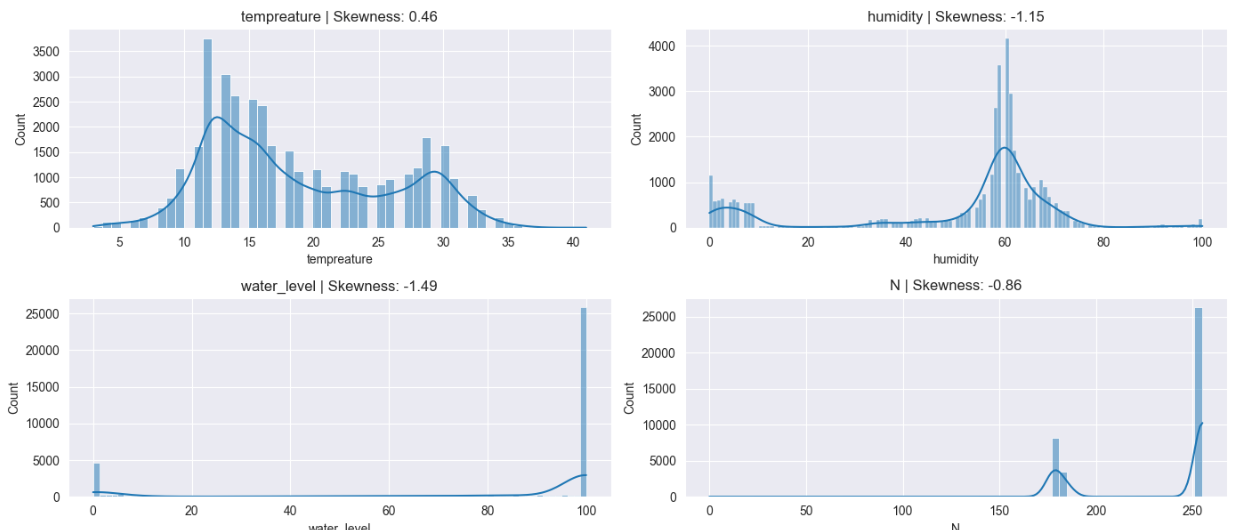 tempreature | Skewness: 0.46
3500
3000
2500
2000
1500
1000
500
0
Count
5 10 15 20 25 30 35 40
tempreature
humidity | Skewness: -1.15
4000
3000
2000
1000
0
Count
0 20 40 60 80 100
humidity
water_level | Skewness: -1.49
25000
20000
15000
10000
5000
0
Count
0 20 40 60 80 100
water_level
N | Skewness: -0.86
25000
20000
15000
10000
5000
0
Count
0 50 100 150 200 250
N